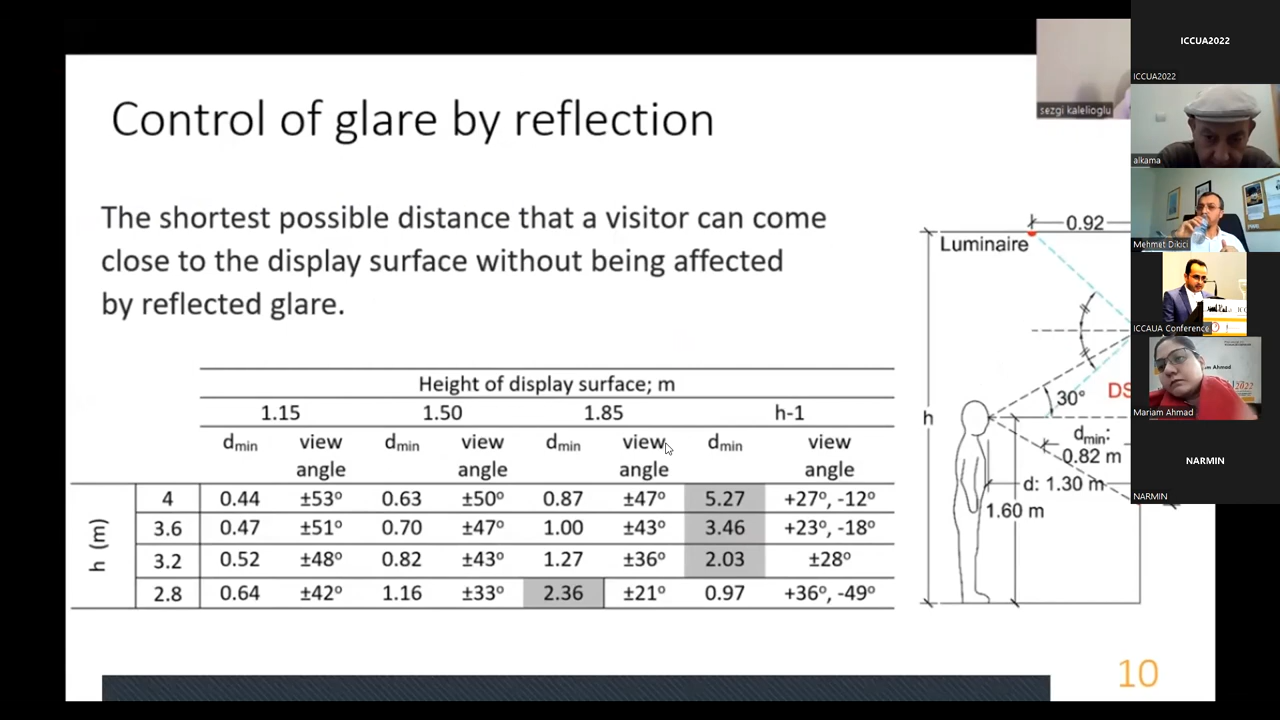 Control of glare by reflection
The shortest possible distance that a visitor can come
close to the display surface without being affected
by reflected glare.
Height of display surface; m
1.15 1.50 1.85 h-1
dmin view angle dmin view angle dmin view angle dmin view angle
h (m)
4 0.44 ±53° 0.63 ±50° 0.87 ±47° 5.27 +27°, -12°
3.6 0.47 ±51° 0.70 ±47° 1.00 ±43° 3.46 +23°, -18°
3.2 0.52 ±48° 0.82 ±43° 1.27 ±36° 2.03 ±28°
2.8 0.64 ±42° 1.16 ±33° 2.36 ±21° 0.97 +36°, -49°
0.92
Luminaire
h
30°
DS
dmin:
0.82 m
d: 1.30 m
1.60 m
10
sezgi kalelioglu
ICCUA2022
ICCUA2022
alkama
Mehmet Dikici
ICCAUA Conference
Mariam Ahmad
NARMIN
NARMIN